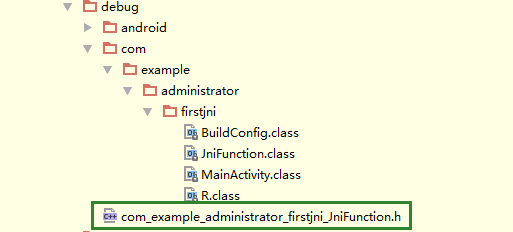 debug
android
com
example
administrator
firstjni
BuildConfig.class
JniFunction.class
MainActivity.class
R.class
com_example_administrator_firstjni_JniFunction.h